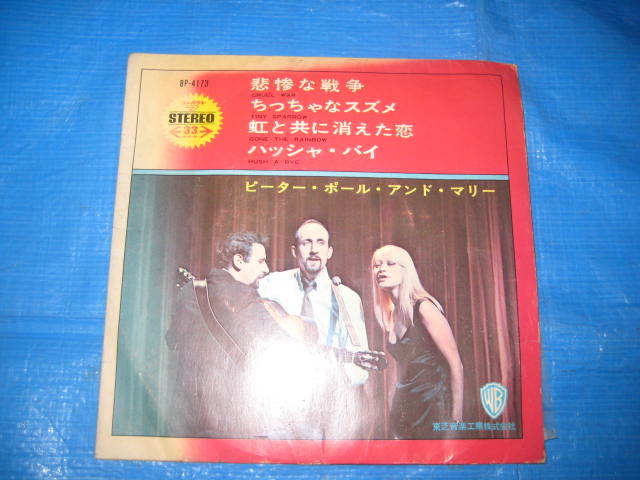 BP-4173
STEREO
33
悲惨な戦争
CRUEL WAR
ちっちゃなスズメ
TINY SPARROW
虹と共に消えた恋
GONE THE RAINBOW
ハッシャ・バイ
HUSH-A-BYE
ピーター・ポール・アンド・マリー
WB
東芝音楽工業株式会社